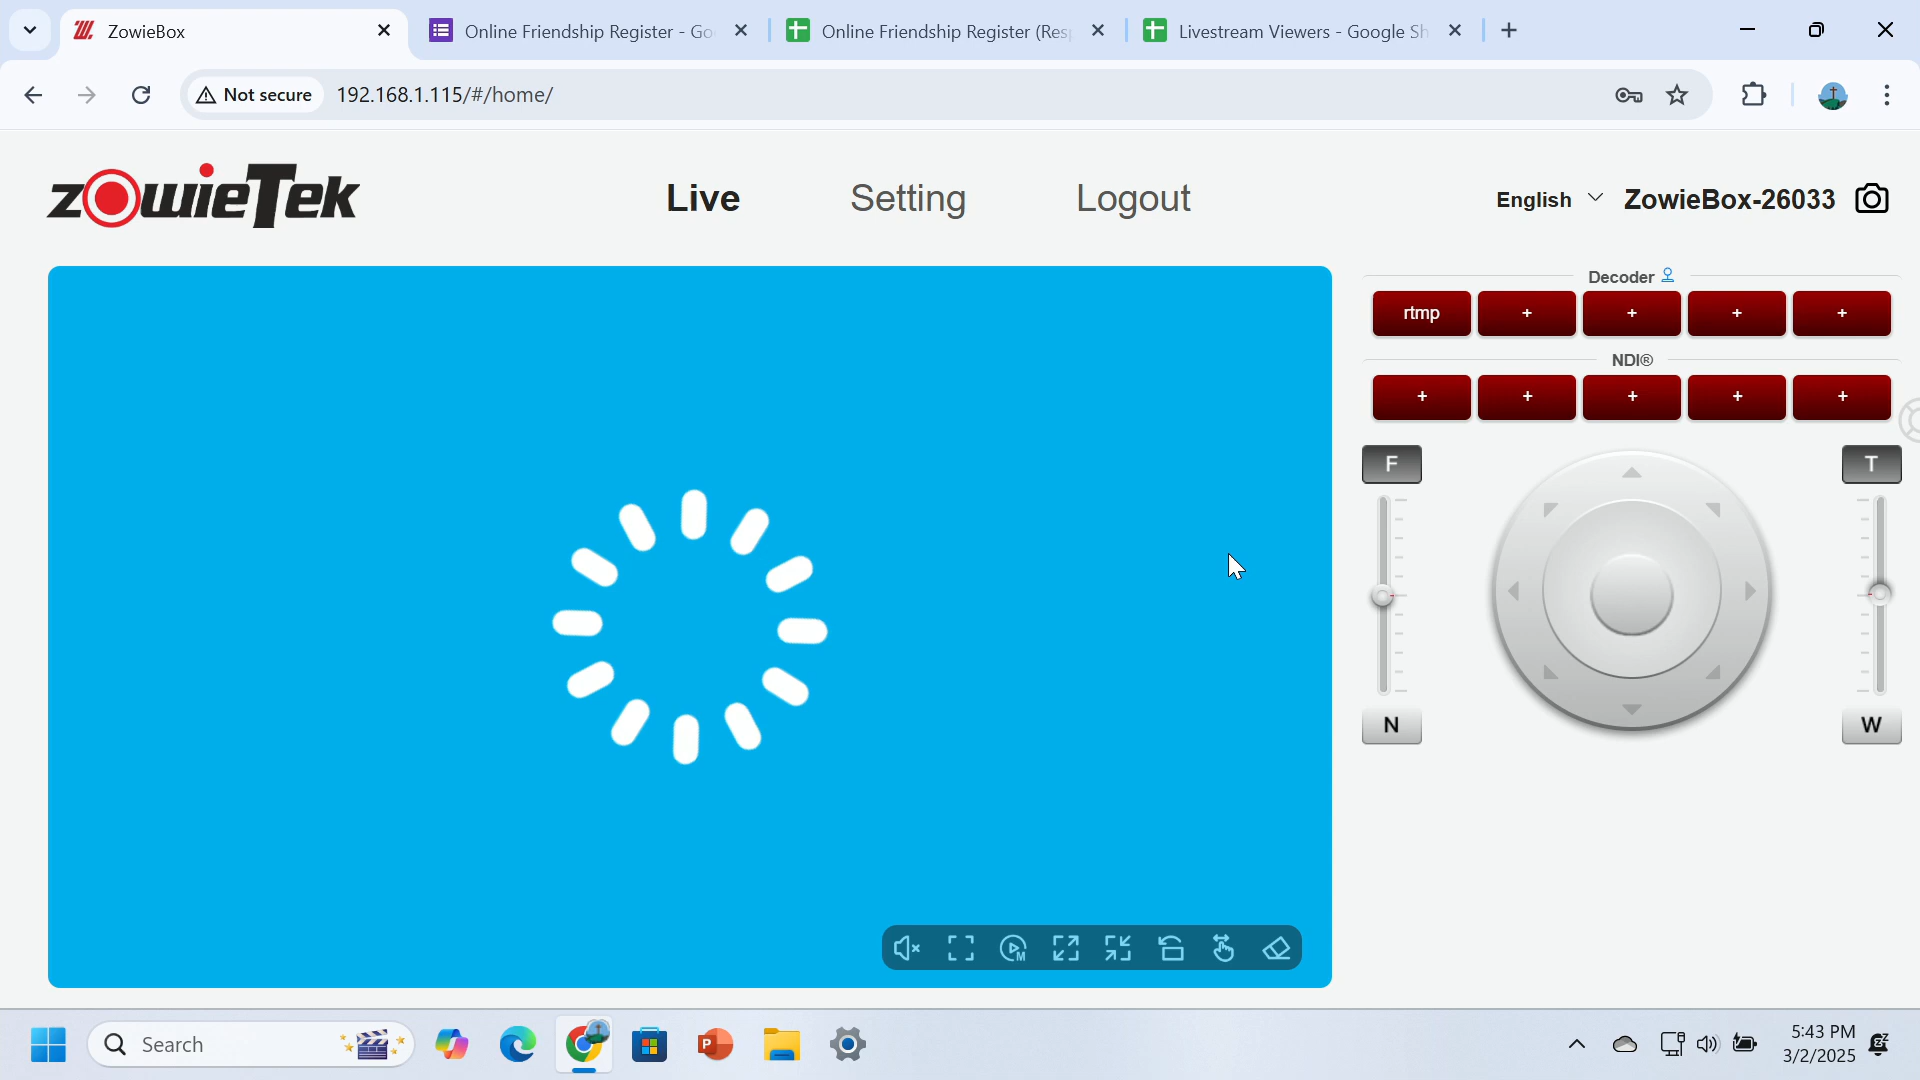 ZowieBox
Online Friendship Register - Go
Online Friendship Register (Res
Livestream Viewers - Google Sh
Not secure
192.168.1.115/#/home/
zowieTek
Live
Setting
Logout
English
ZowieBox-26033
Decoder
rtmp + + + +
NDI®
+ + + + +
F
T
N
W
M
Search
P
5:43 PM
3/2/2025